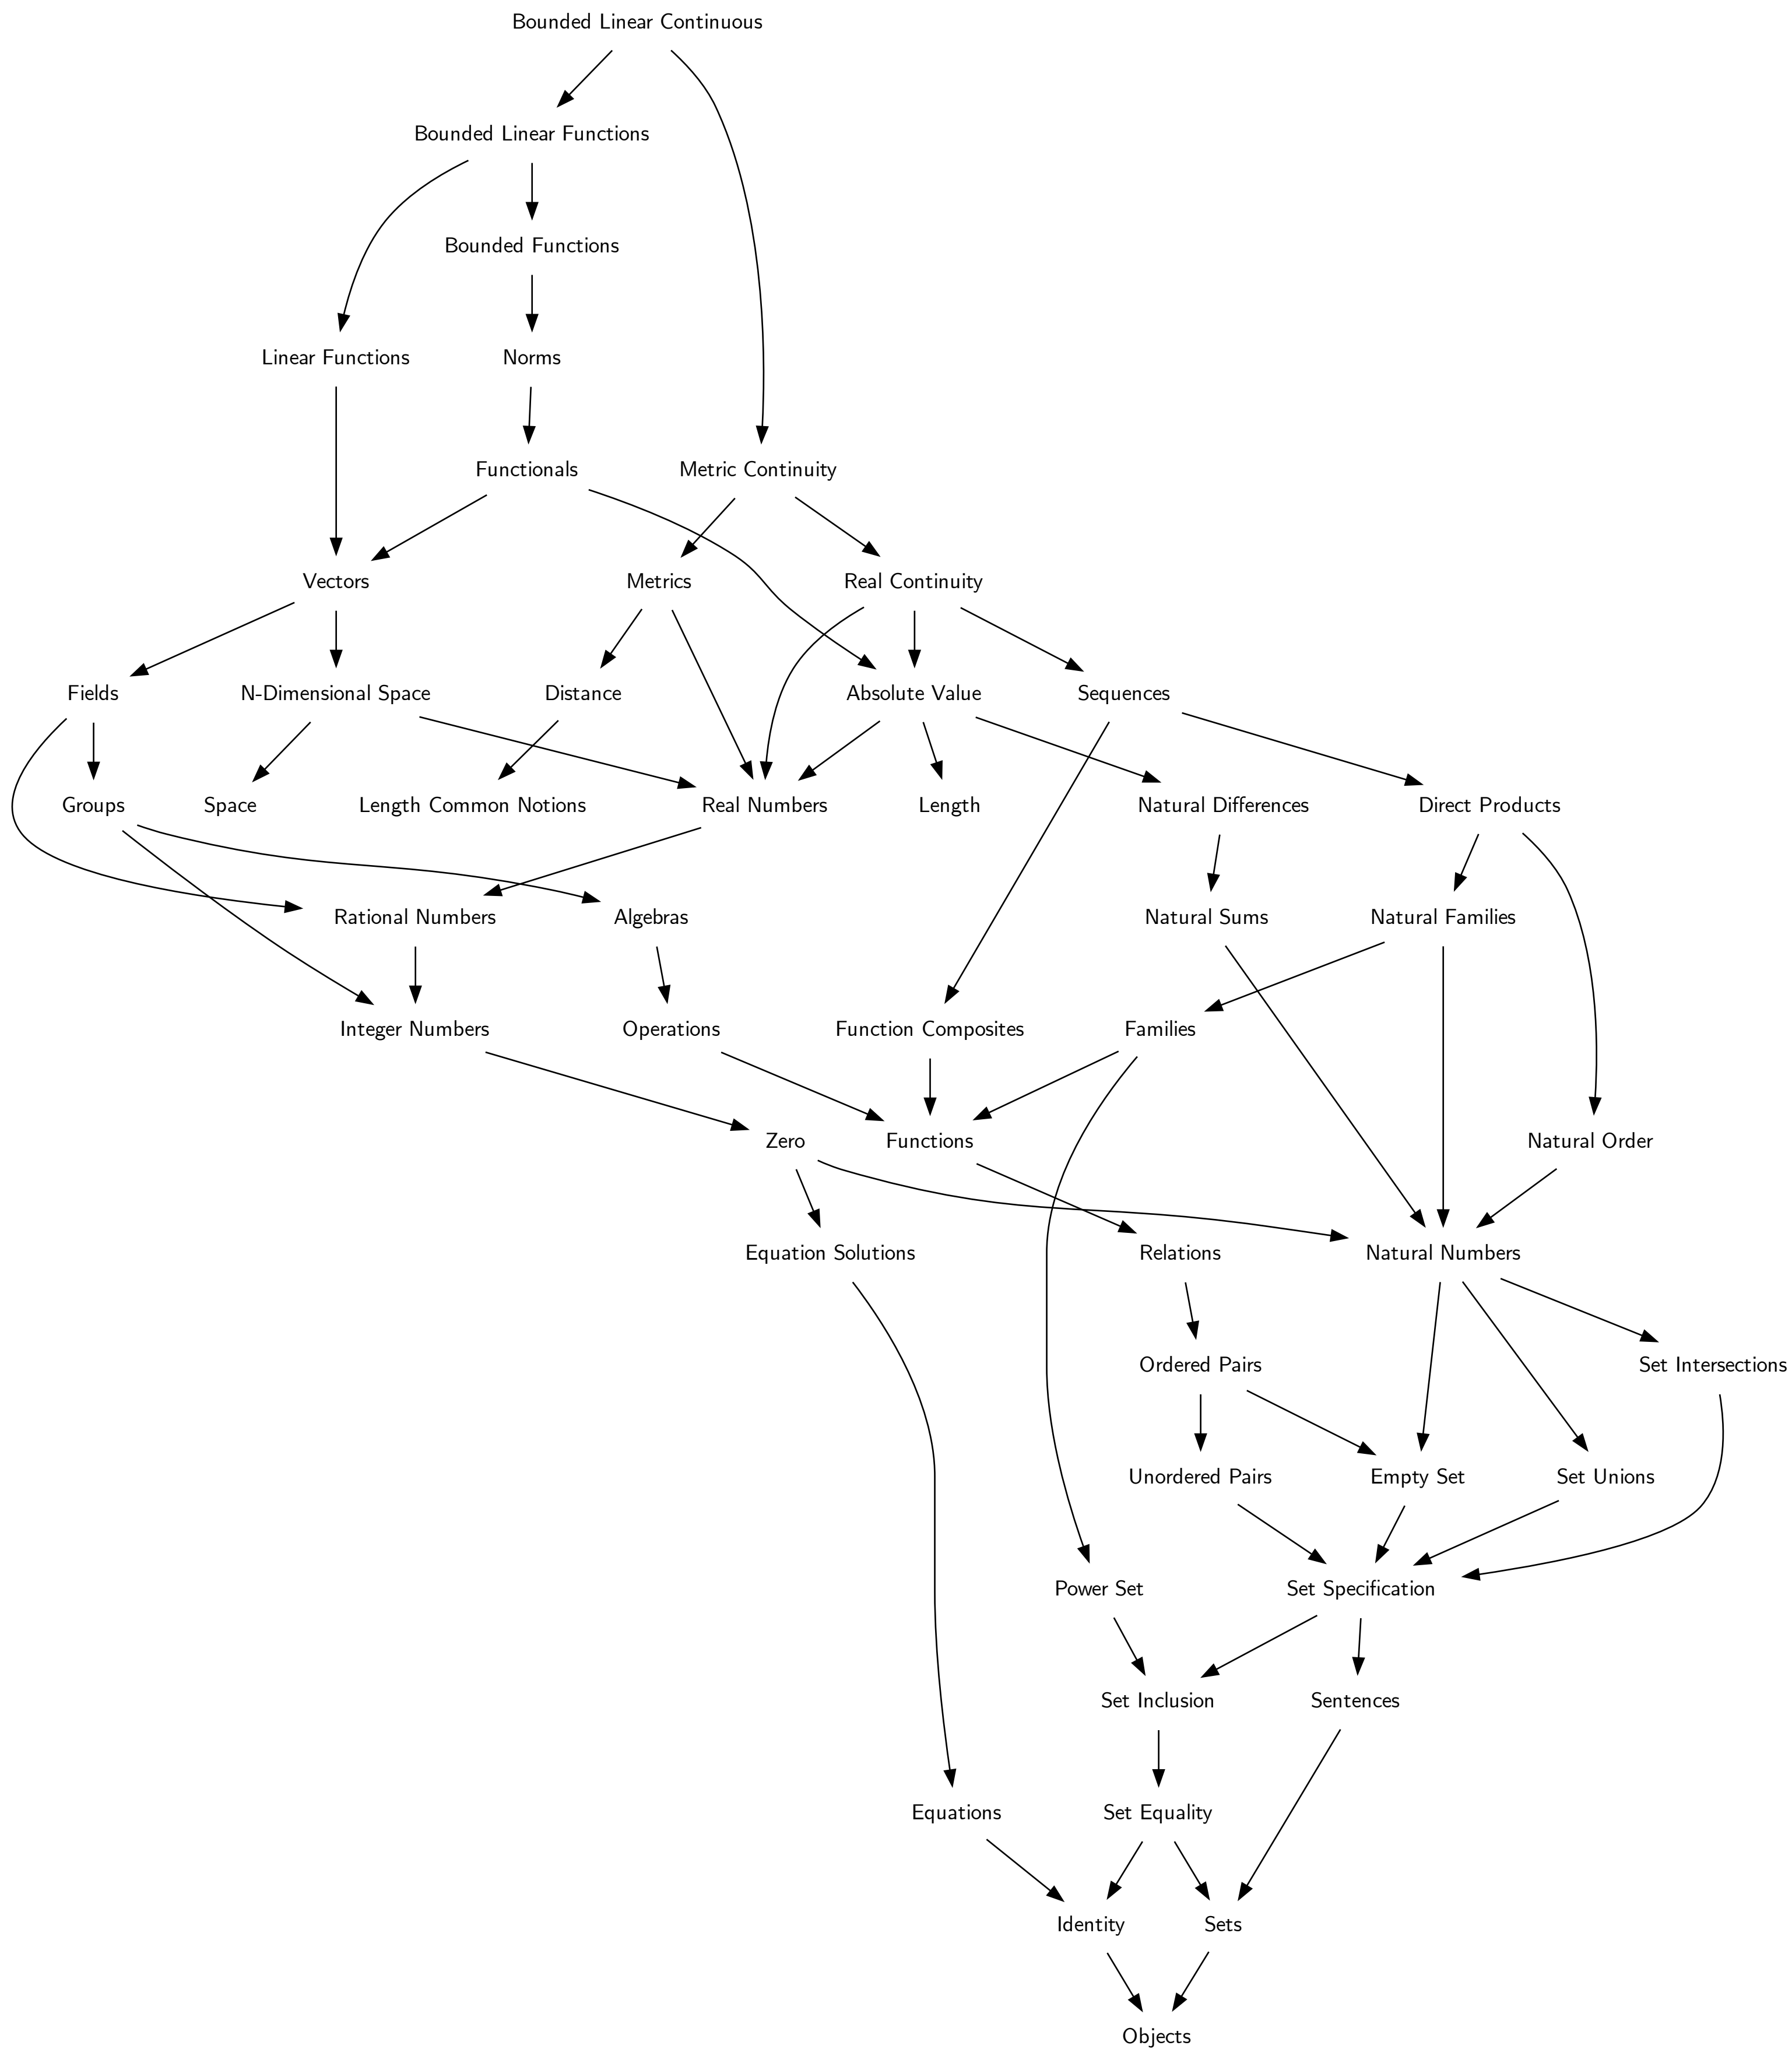 Bounded Linear Continuous
Bounded Linear Functions
Bounded Functions
Linear Functions
Norms
Functionals
Metric Continuity
Vectors
Metrics
Real Continuity
Fields
N-Dimensional Space
Distance
Absolute Value
Sequences
Groups
Space
Length Common Notions
Real Numbers
Length
Natural Differences
Direct Products
Rational Numbers
Algebras
Natural Sums
Natural Families
Integer Numbers
Operations
Function Composites
Families
Zero
Functions
Natural Order
Equation Solutions
Relations
Natural Numbers
Ordered Pairs
Set Intersections
Unordered Pairs
Empty Set
Set Unions
Power Set
Set Specification
Set Inclusion
Sentences
Equations
Set Equality
Identity
Sets
Objects